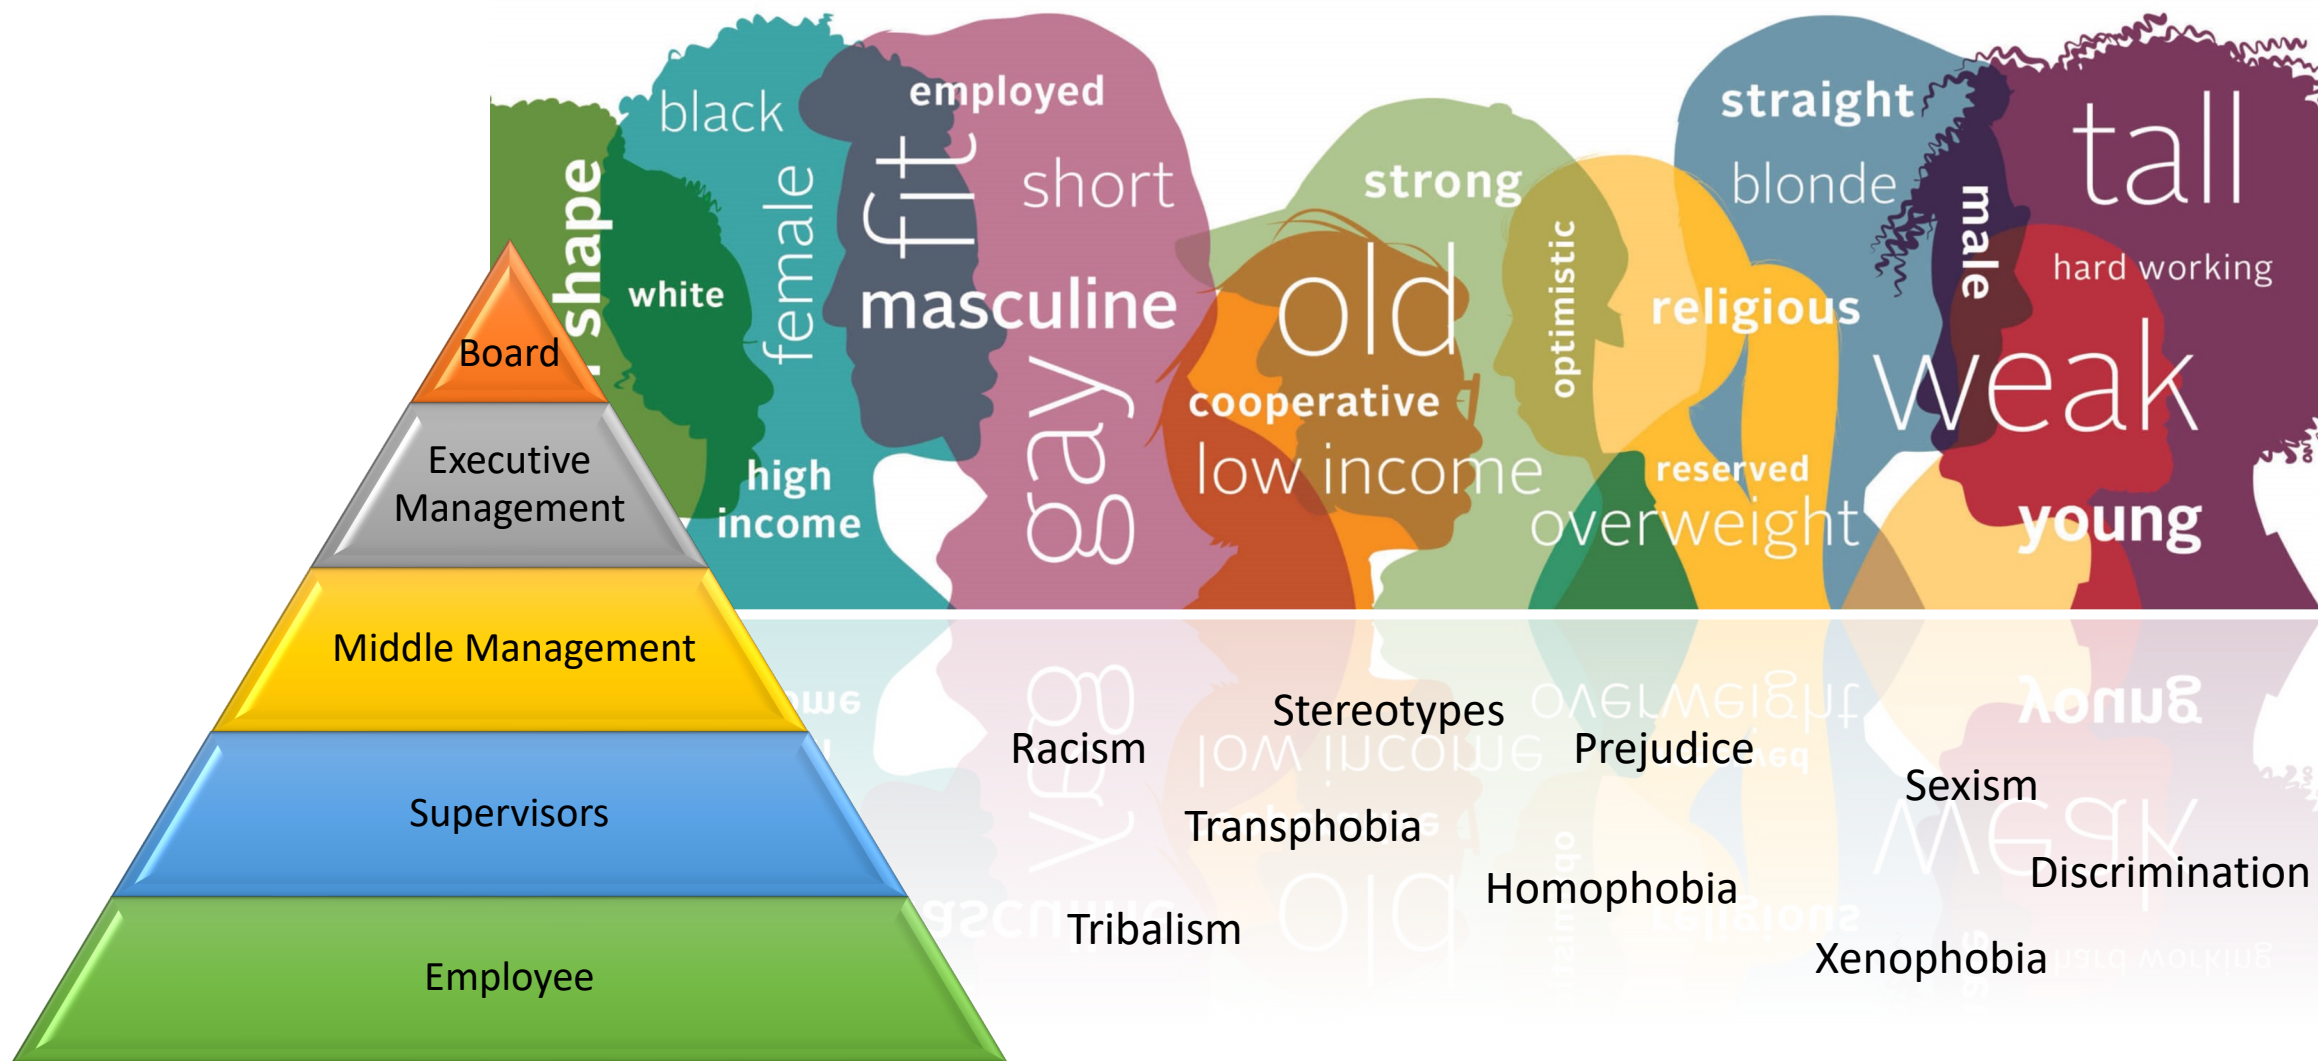 black
employed
straight
tall
shape
female
fit
short
strong
blonde
male
white
masculine
old
optimistic
religious
hard working
weak
gay
cooperative
high
income
low income
reserved
overweight
young
Board
Executive
Management
Middle Management
Supervisors
Employee
Stereotypes
Racism
Prejudice
Sexism
Transphobia
Discrimination
Homophobia
Tribalism
Xenophobia